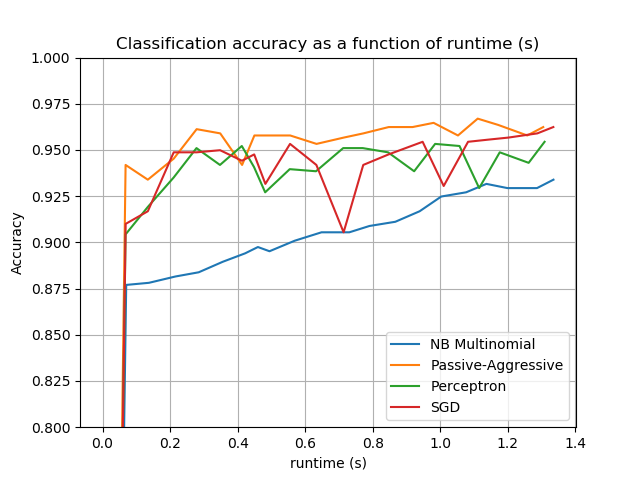 Classification accuracy as a function of runtime (s)
1.000
0.975
0.950
0.925
0.900
0.875
0.850
0.825
0.800
Accuracy
NB Multinomial
Passive-Aggressive
Perceptron
SGD
0.0 0.2 0.4 0.6 0.8 1.0 1.2 1.4
runtime (s)